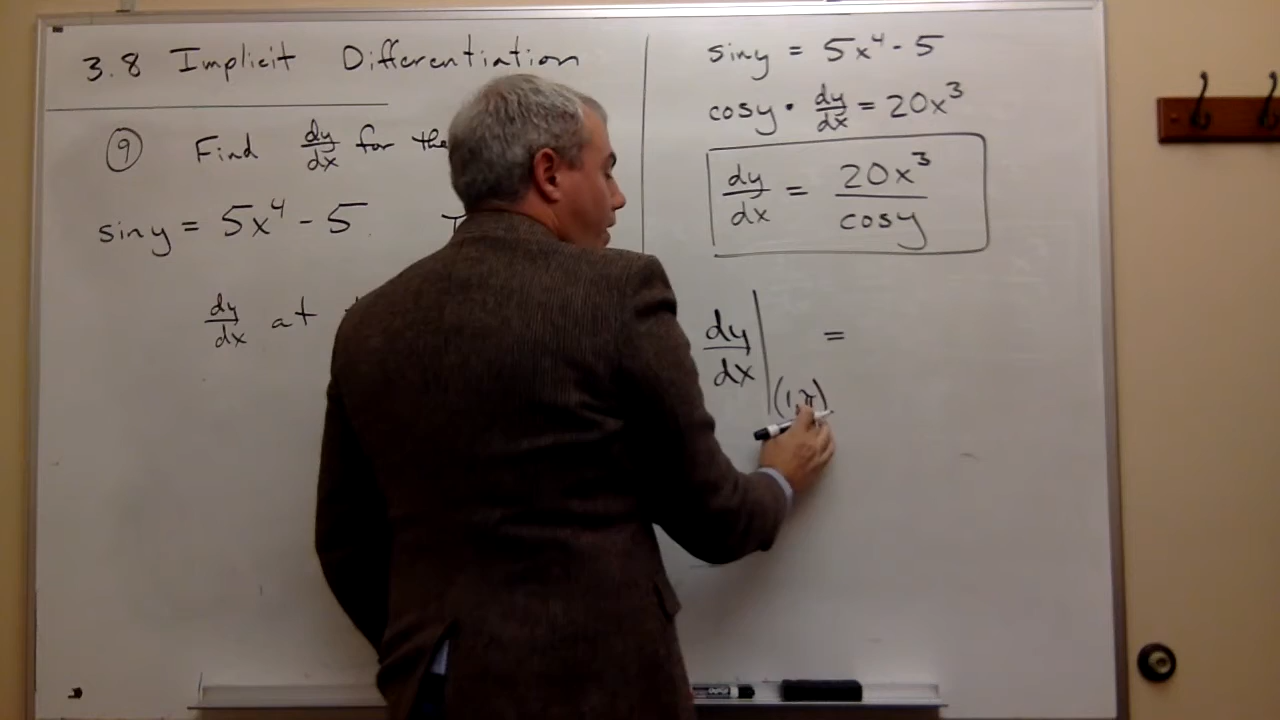 3.8 Implicit Differentiation
⑨ Find dy/dx for the
sin y = 5x⁴ - 5
dy/dx at
sin y = 5x⁴ - 5
cos y · dy/dx = 20x³
dy/dx = 20x³/cos y
dy/dx |(1,π) =